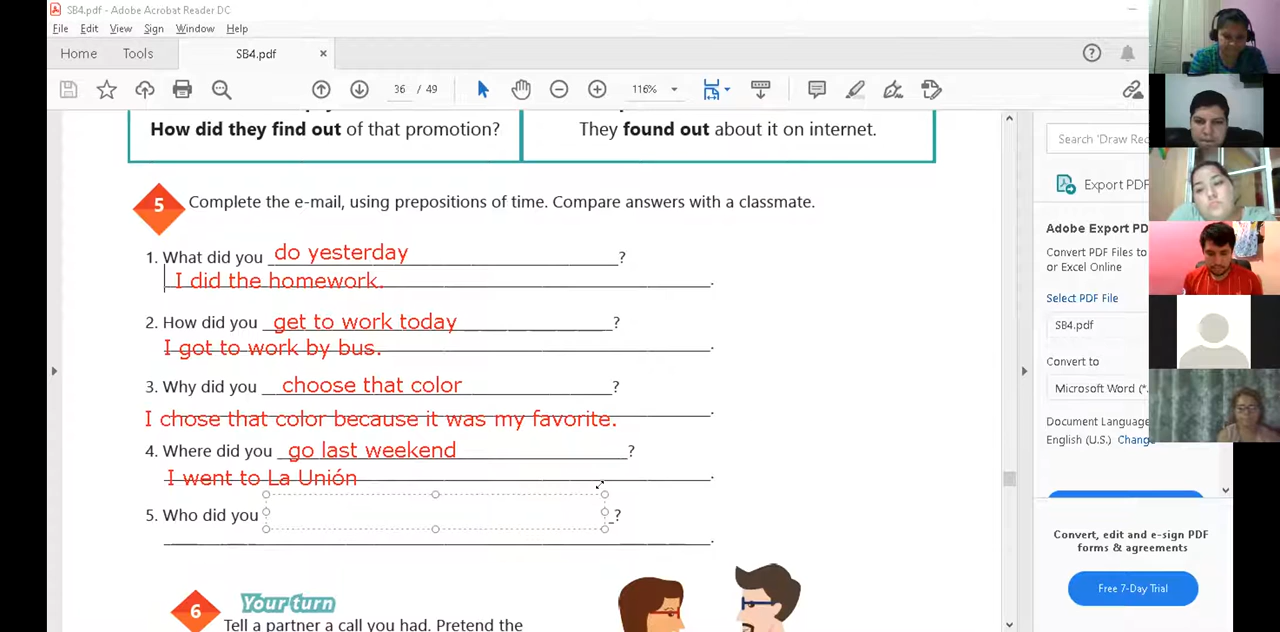 SB4.pdf - Adobe Acrobat Reader DC
File Edit View Sign Window Help
Home Tools SB4.pdf ×
36 / 49 116%
How did they find out of that promotion? They found out about it on internet.
Search 'Draw Rec
Export PDF
5 Complete the e-mail, using prepositions of time. Compare answers with a classmate.
Adobe Export PD
Convert PDF Files to
or Excel Online
Select PDF File
SB4.pdf
Convert to
Microsoft Word (*.
Document Language
English (U.S.) Change
1. What did you do yesterday ?
I did the homework. .
2. How did you get to work today ?
I got to work by bus. .
3. Why did you choose that color ?
I chose that color because it was my favorite. .
4. Where did you go last weekend ?
I went to La Unión .
5. Who did you ?
.
Convert, edit and e-sign PDF
forms & agreements
Free 7-Day Trial
6 Your turn
Tell a partner a call you had. Pretend the